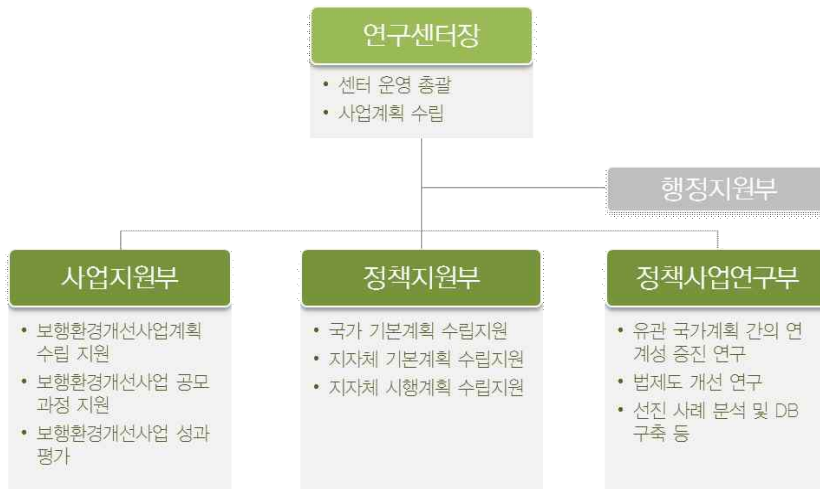 연구센터장
• 센터 운영 총괄
• 사업계획 수립
행정지원부
사업지원부
• 보행환경개선사업계획
수립 지원
• 보행환경개선사업 공모
과정 지원
• 보행환경개선사업 성과
평가
정책지원부
• 국가 기본계획 수립지원
• 지자체 기본계획 수립지원
• 지자체 시행계획 수립지원
정책사업연구부
• 유관 국가계획 간의 연
계성 증진 연구
• 법제도 개선 연구
• 선진 사례 분석 및 DB
구축 등